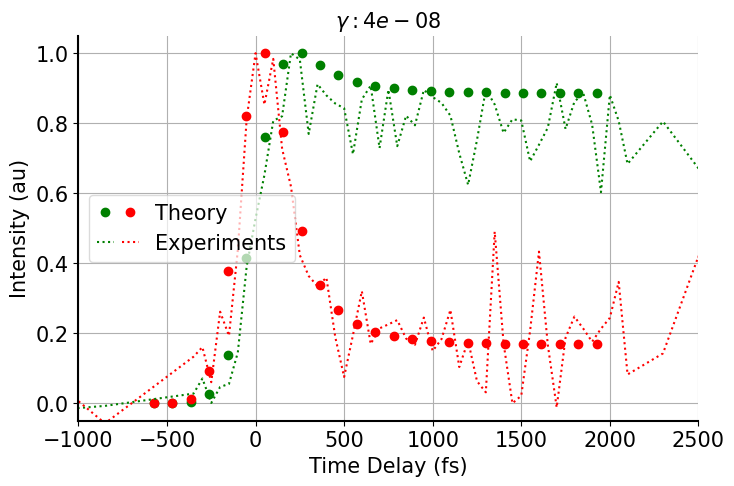 γ : 4e − 08
Intensity (au)
1.0
0.8
0.6
0.4
0.2
0.0
Theory
Experiments
−1000 −500 0 500 1000 1500 2000 2500
Time Delay (fs)